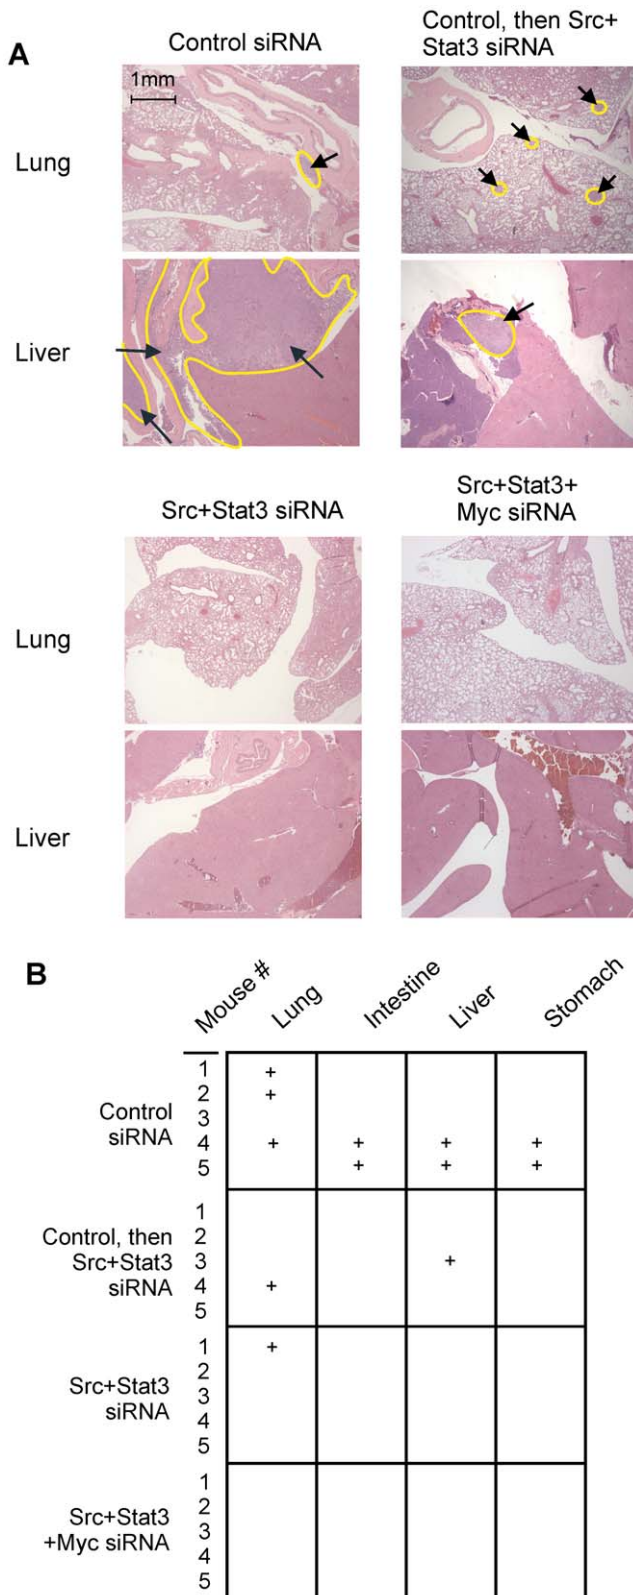 A
Control siRNA
Control, then Src+
Stat3 siRNA
1mm
Lung
Liver
Src+Stat3 siRNA
Src+Stat3+
Myc siRNA
Lung
Liver
B
Mouse #
Lung
Intestine
Liver
Stomach
Control
siRNA
1 +
2 +
3
4 + + + +
5 + + +
Control, then
Src+Stat3
siRNA
1
2
3 +
4 +
5
Src+Stat3
siRNA
1 +
2
3
4
5
Src+Stat3
+Myc siRNA
1
2
3
4
5